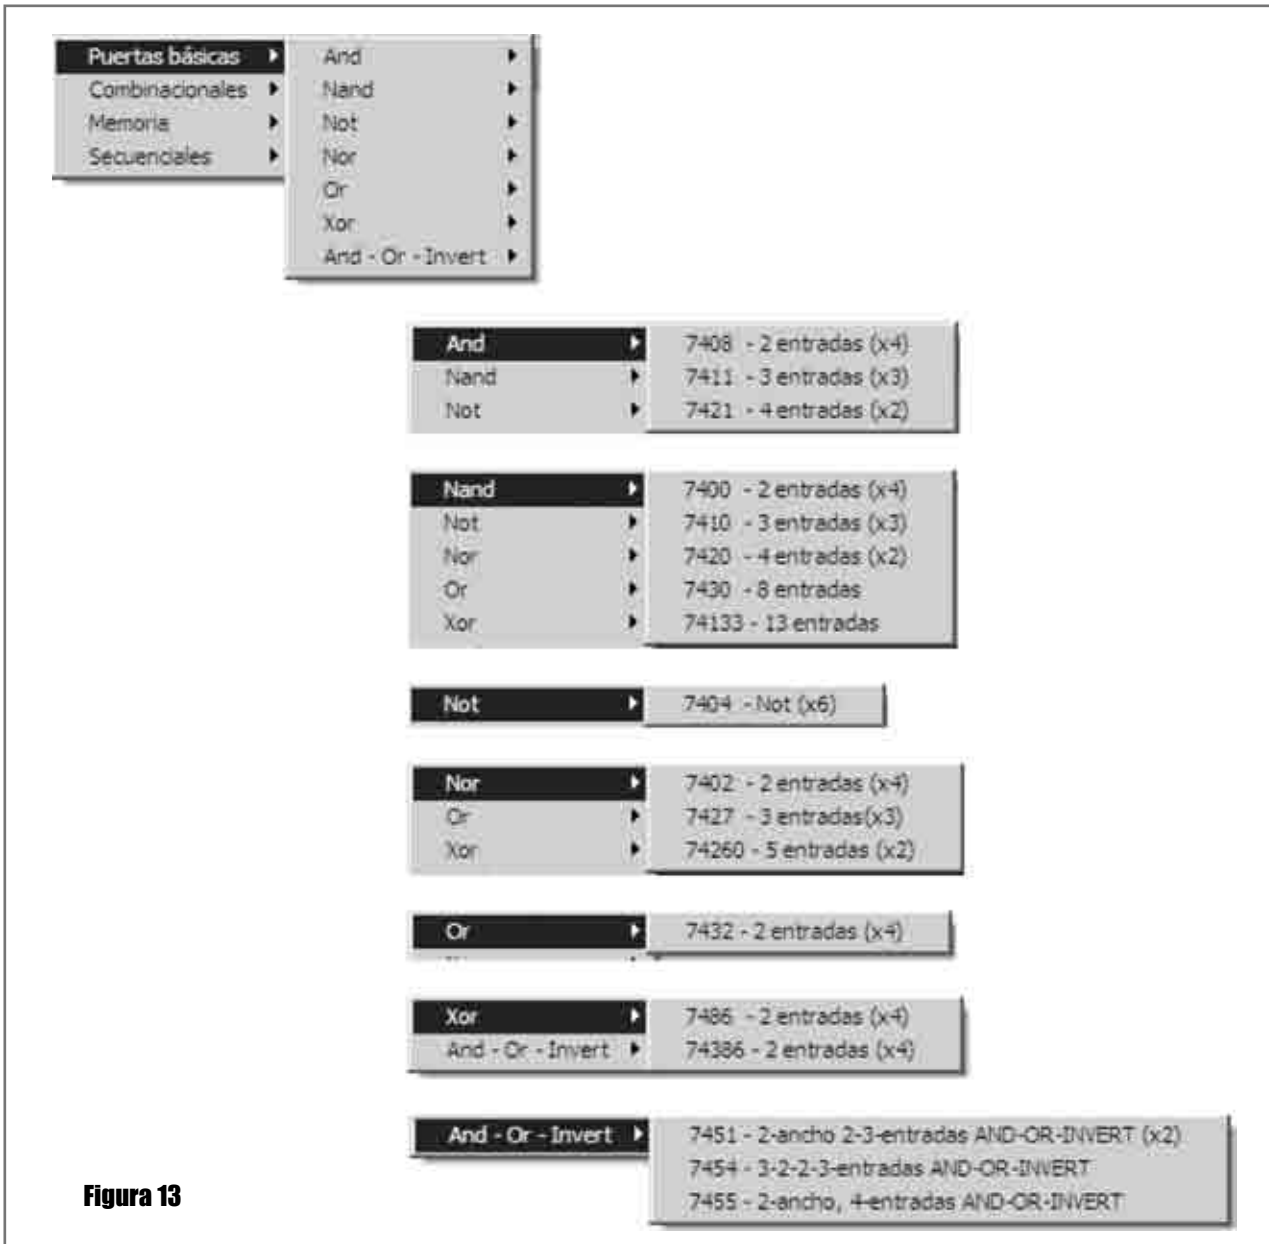 Puertas básicas
Combinacionales
Memoria
Secuenciales
And
Nand
Not
Nor
Or
Xor
And - Or - Invert
And
Nand
Not
7408 - 2 entradas (x4)
7411 - 3 entradas (x3)
7421 - 4 entradas (x2)
Nand
Not
Nor
Or
Xor
7400 - 2 entradas (x4)
7410 - 3 entradas (x3)
7420 - 4 entradas (x2)
7430 - 8 entradas
74133 - 13 entradas
Not
7404 - Not (x6)
Nor
Or
Xor
7402 - 2 entradas (x4)
7427 - 3 entradas(x3)
74260 - 5 entradas (x2)
Or
7432 - 2 entradas (x4)
Xor
And - Or - Invert
7486 - 2 entradas (x4)
74386 - 2 entradas (x4)
And - Or - Invert
7451 - 2-ancho 2-3-entradas AND-OR-INVERT (x2)
7454 - 3-2-2-3-entradas AND-OR-INVERT
7455 - 2-ancho, 4-entradas AND-OR-INVERT
Figura 13